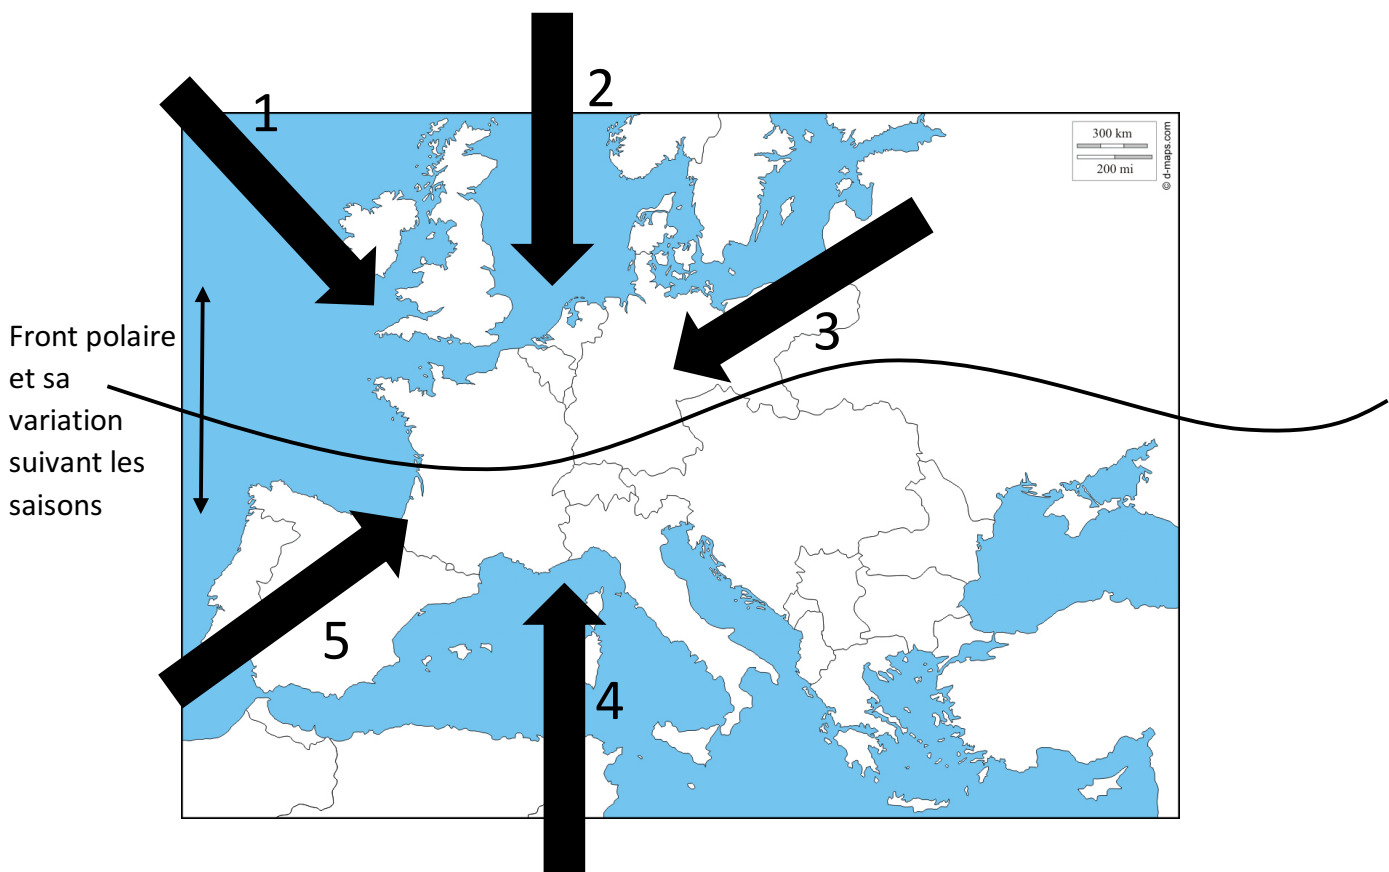 1
2
300 km
200 mi
© d-maps.com
3
Front polaire
et sa
variation
suivant les
saisons
5
4